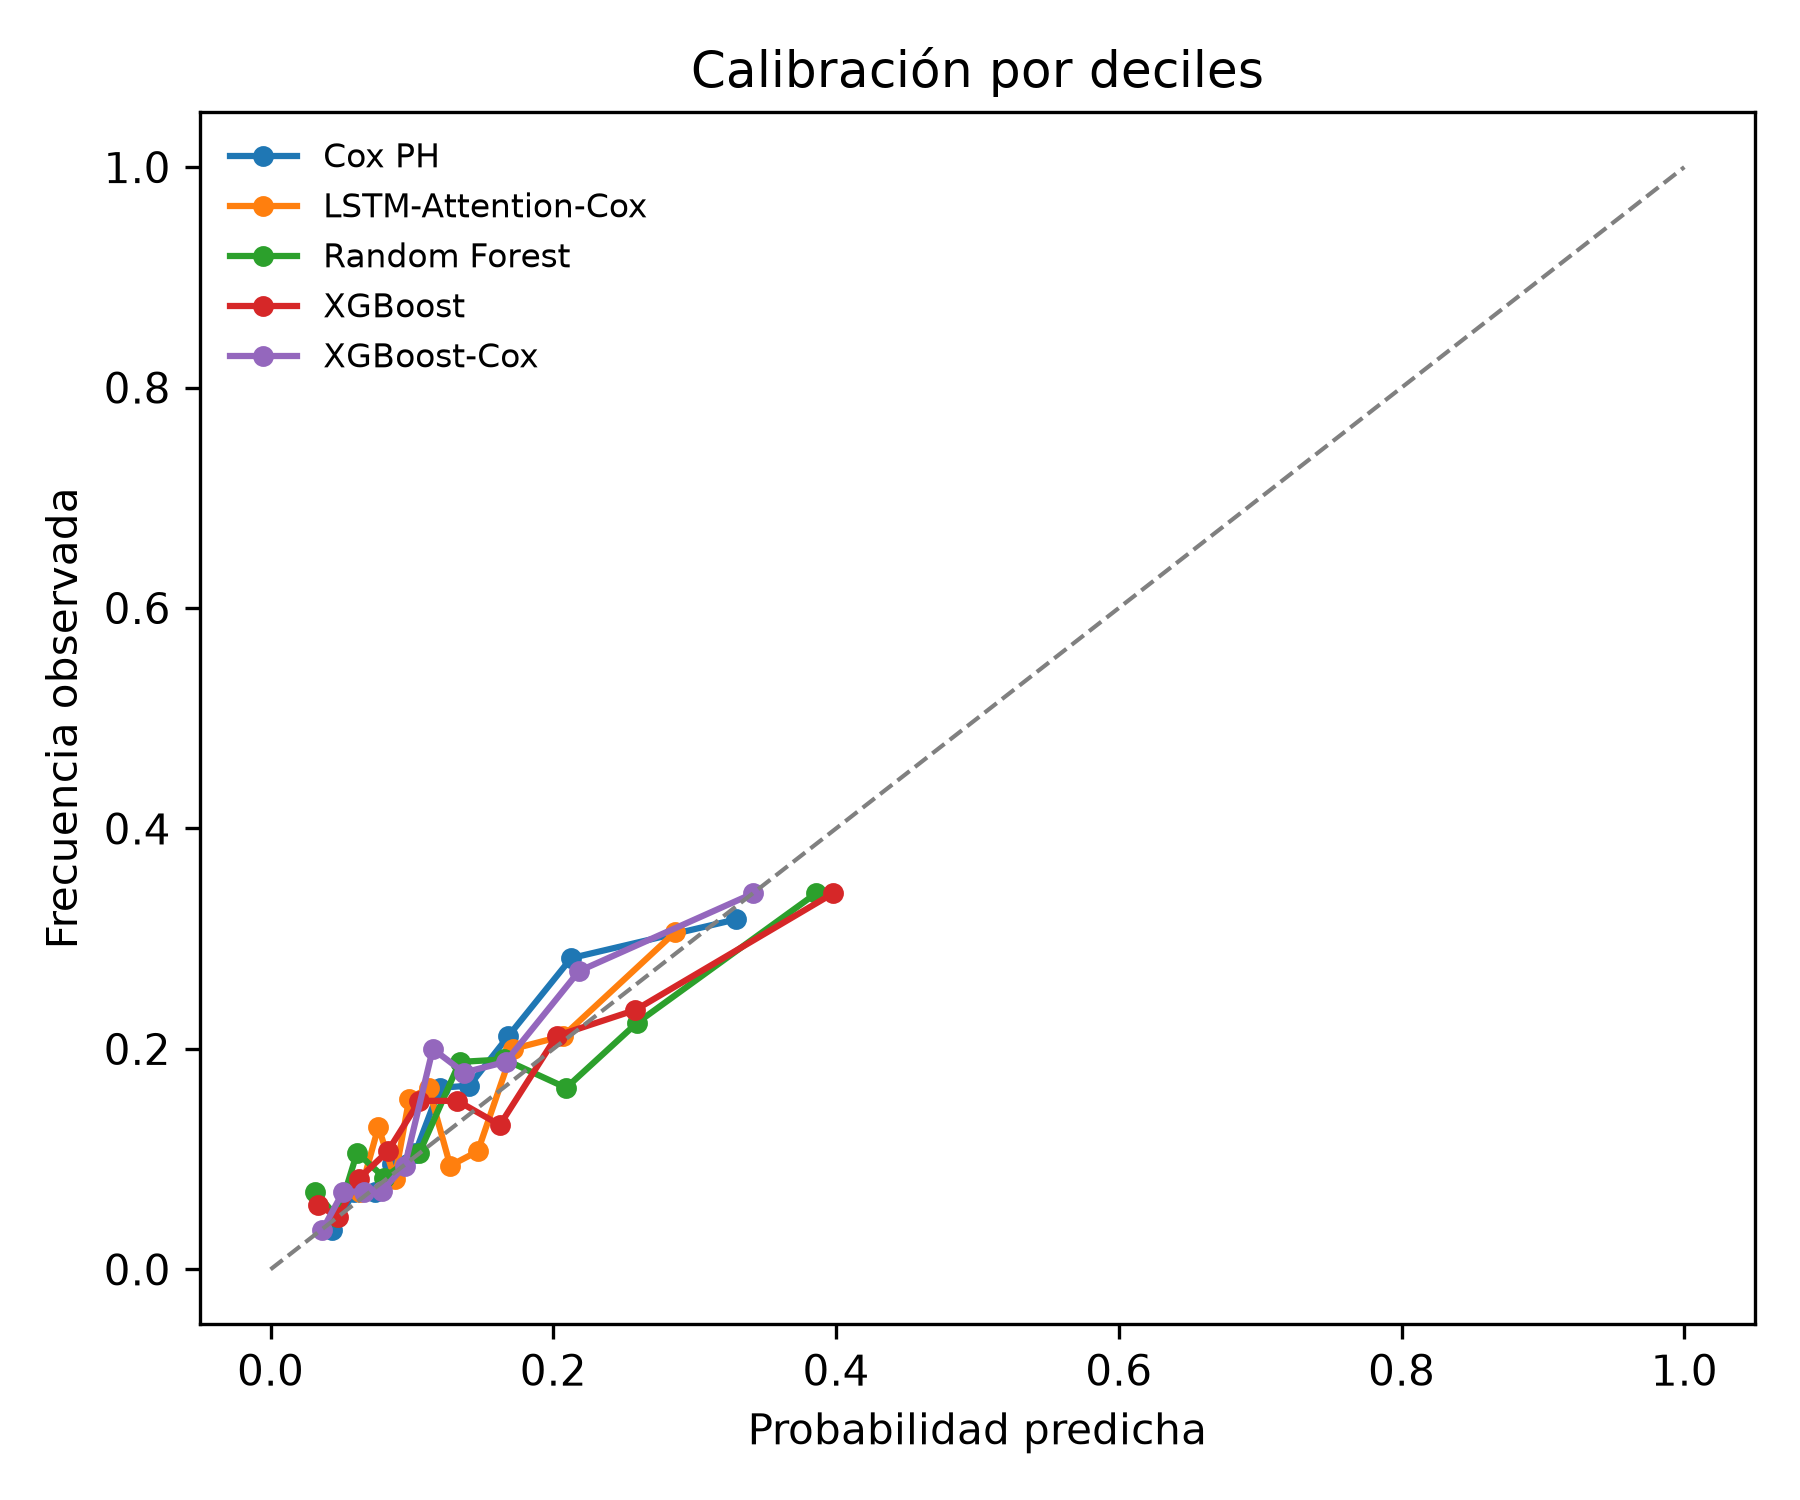 Calibración por deciles
Cox PH
LSTM-Attention-Cox
Random Forest
XGBoost
XGBoost-Cox
Frecuencia observada
1.0
0.8
0.6
0.4
0.2
0.0
0.0 0.2 0.4 0.6 0.8 1.0
Probabilidad predicha